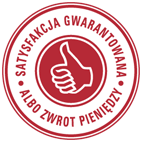 • SATYSFAKCJA GWARANTOWANA •
ALBO ZWROT PIENIĘDZY